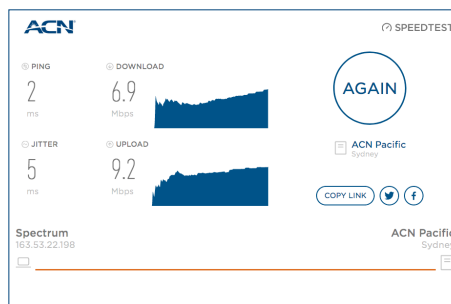 ACN
SPEEDTEST
PING
2
ms
DOWNLOAD
6.9
Mbps
AGAIN
JITTER
5
ms
UPLOAD
9.2
Mbps
ACN Pacific
Sydney
COPY LINK
Spectrum
163.53.22.198
ACN Pacific
Sydney